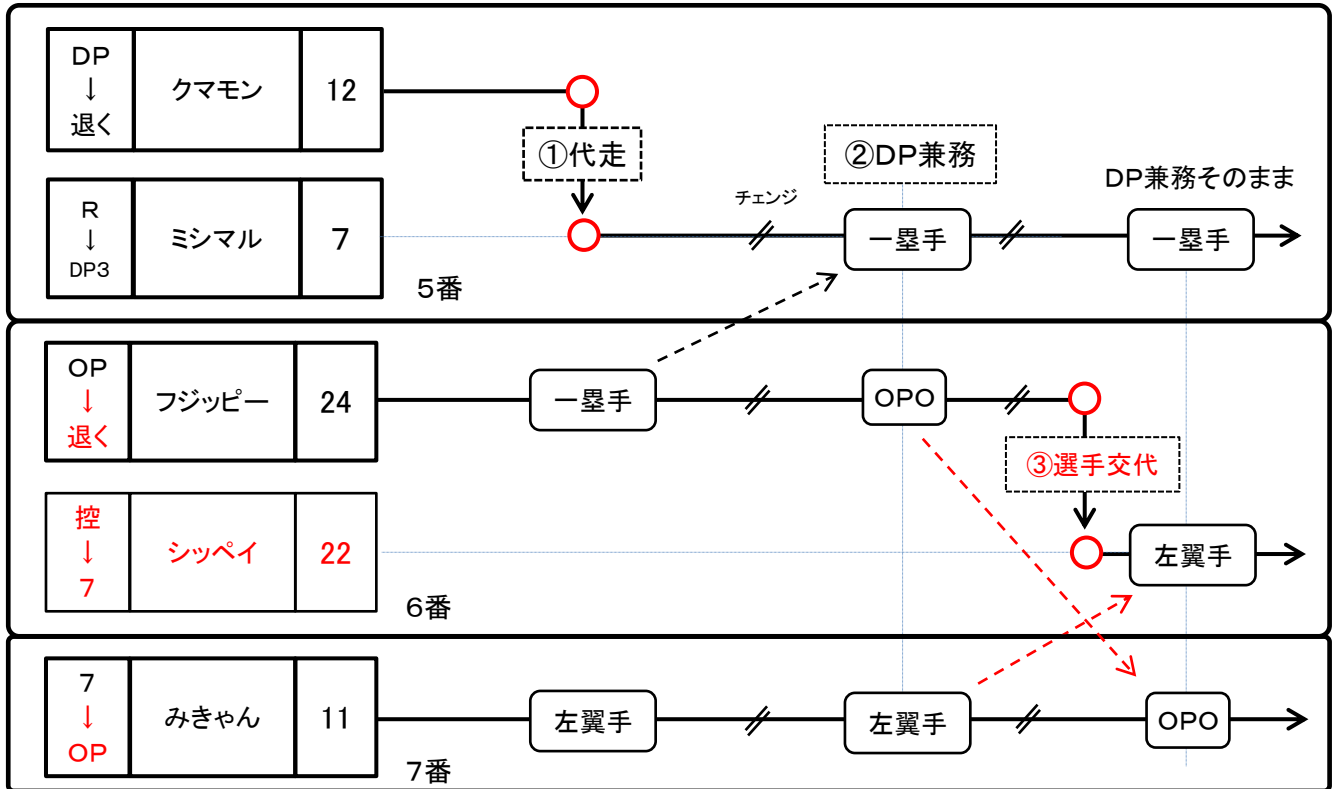 DP
↓
退く
クマモン
12
①代走
②DP兼務
DP兼務そのまま
R
↓
DP3
ミシマル
7
チェンジ
一塁手
一塁手
5番
OP
↓
退く
フジッピー
24
一塁手
OPO
③選手交代
控
↓
7
シッペイ
22
左翼手
6番
7
↓
OP
みきゃん
11
左翼手
左翼手
OPO
7番